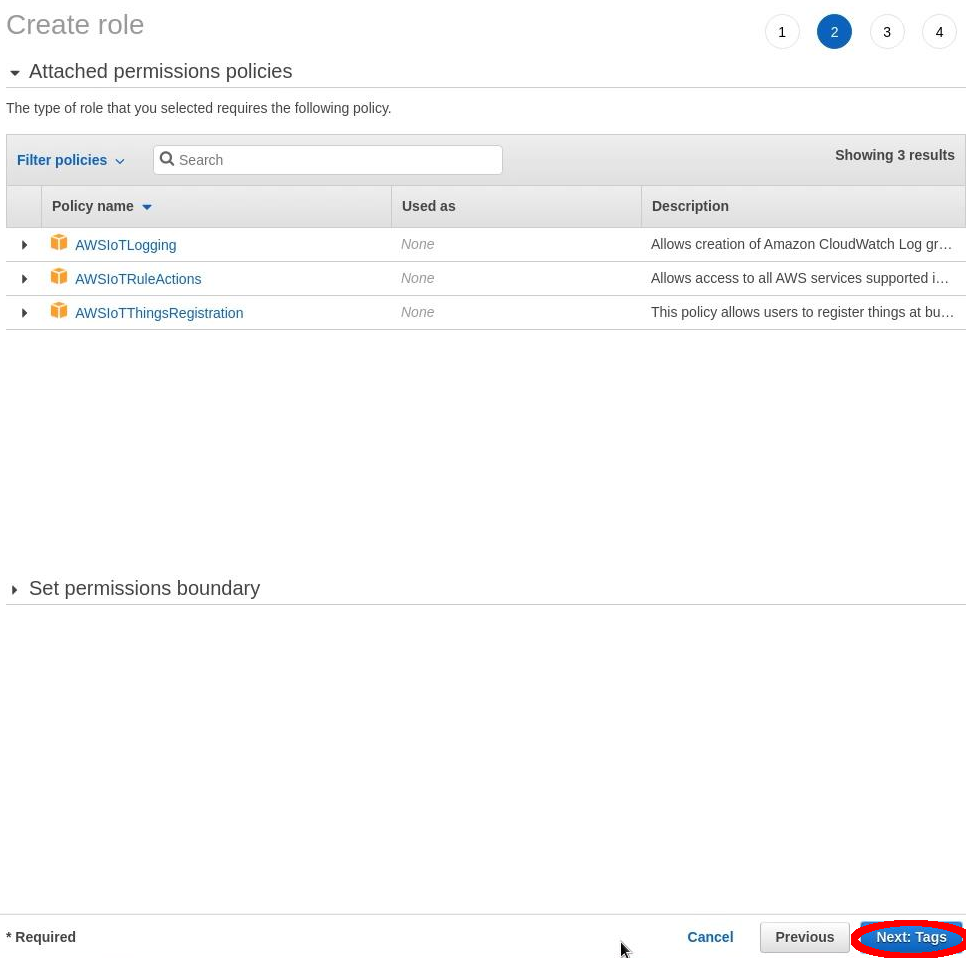 Create role
1 2 3 4
Attached permissions policies
The type of role that you selected requires the following policy.
Filter policies Search Showing 3 results
Policy name Used as Description
AWSIoTLogging None Allows creation of Amazon CloudWatch Log gr…
AWSIoTRuleActions None Allows access to all AWS services supported i…
AWSIoTThingsRegistration None This policy allows users to register things at bu…
Set permissions boundary
* Required Cancel Previous Next: Tags